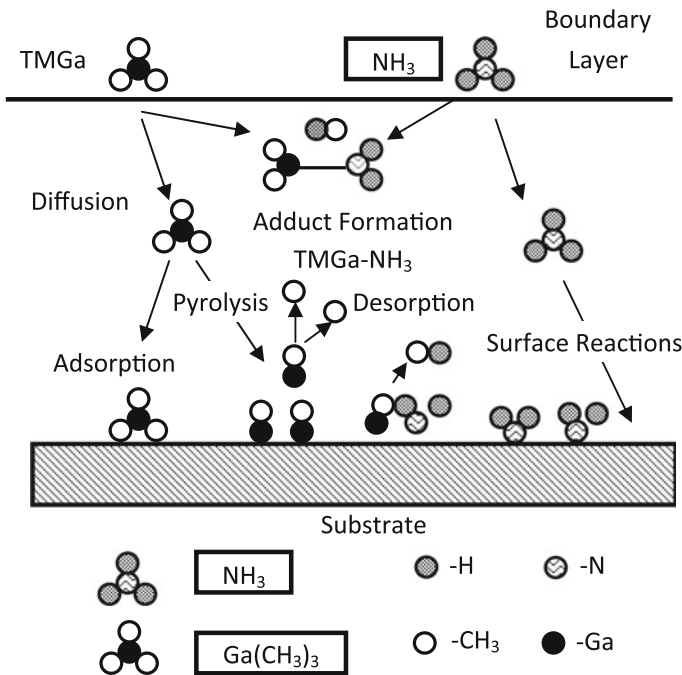 Boundary
TMGa
NH₃
Layer
Diffusion
Adduct Formation
TMGa-NH₃
Pyrolysis
Desorption
Surface Reactions
Adsorption
Substrate
NH₃
-H
-N
Ga(CH₃)₃
-CH₃
-Ga